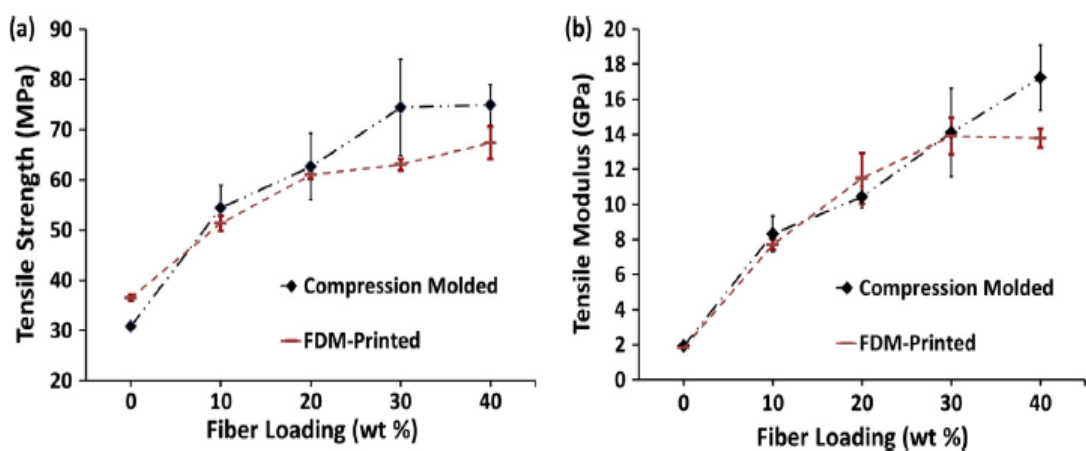 (a)
Tensile Strength (MPa)
90
80
70
60
50
40
30
20
Compression Molded
FDM-Printed
0 10 20 30 40
Fiber Loading (wt %)
(b)
Tensile Modulus (GPa)
20
18
16
14
12
10
8
6
4
2
0
Compression Molded
FDM-Printed
0 10 20 30 40
Fiber Loading (wt %)